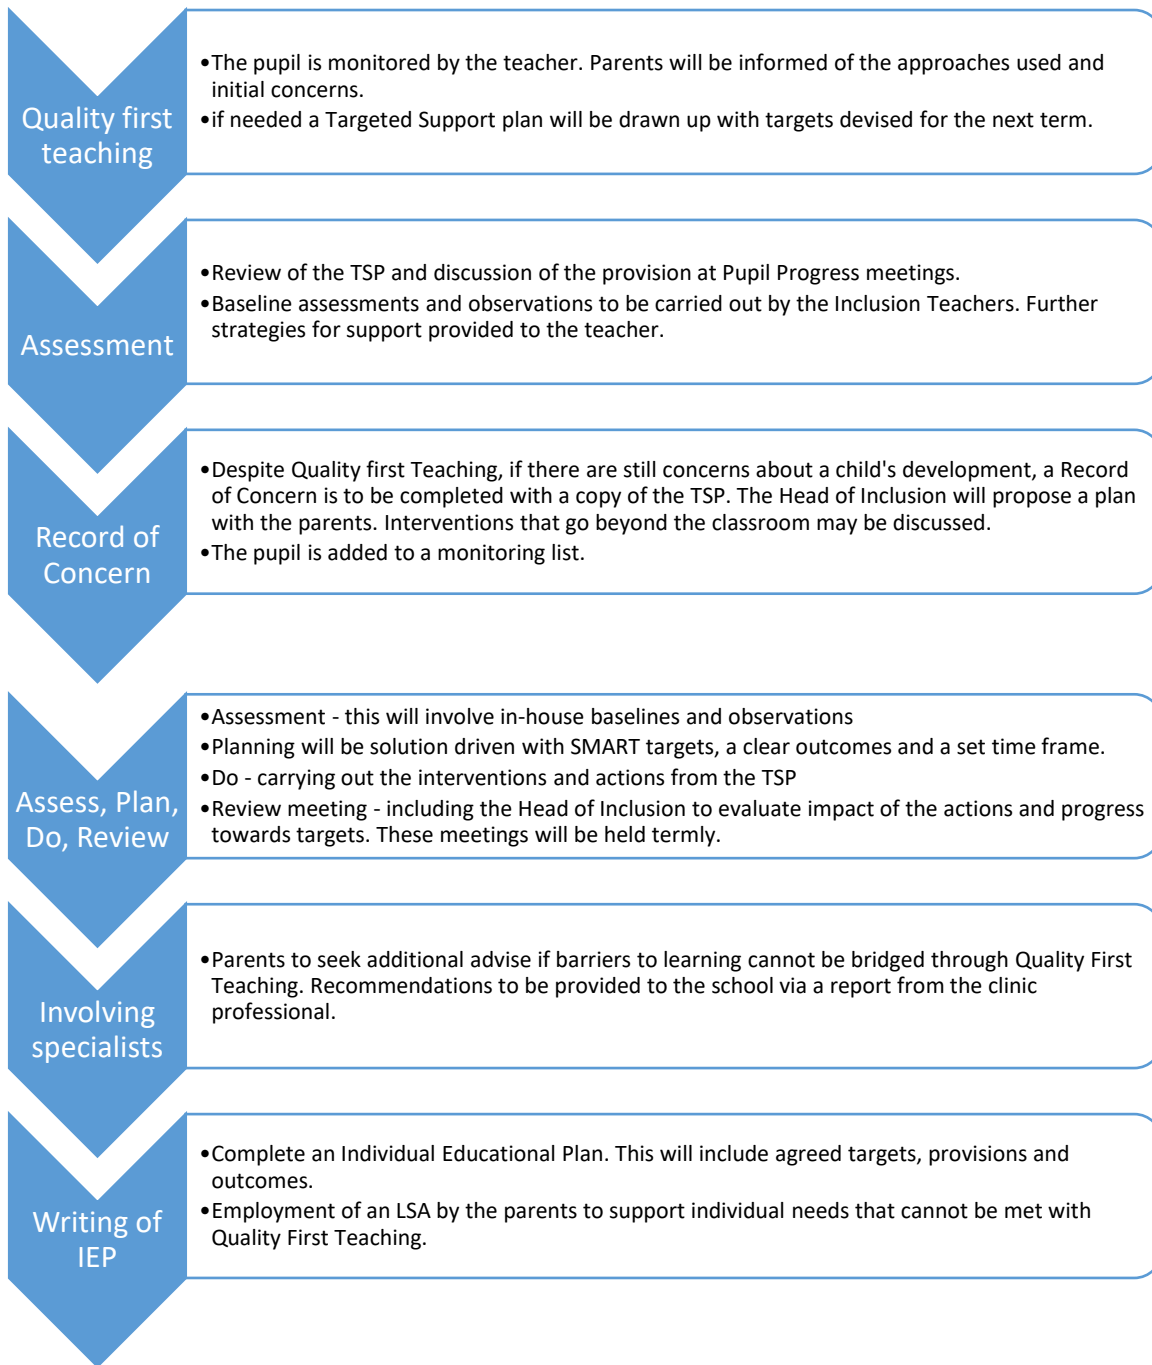 Quality first
teaching
•The pupil is monitored by the teacher. Parents will be informed of the approaches used and
initial concerns.
•if needed a Targeted Support plan will be drawn up with targets devised for the next term.
Assessment
•Review of the TSP and discussion of the provision at Pupil Progress meetings.
•Baseline assessments and observations to be carried out by the Inclusion Teachers. Further
strategies for support provided to the teacher.
Record of
Concern
•Despite Quality first Teaching, if there are still concerns about a child's development, a Record
of Concern is to be completed with a copy of the TSP. The Head of Inclusion will propose a plan
with the parents. Interventions that go beyond the classroom may be discussed.
•The pupil is added to a monitoring list.
Assess, Plan,
Do, Review
•Assessment - this will involve in-house baselines and observations
•Planning will be solution driven with SMART targets, a clear outcomes and a set time frame.
•Do - carrying out the interventions and actions from the TSP
•Review meeting - including the Head of Inclusion to evaluate impact of the actions and progress
towards targets. These meetings will be held termly.
Involving
specialists
•Parents to seek additional advise if barriers to learning cannot be bridged through Quality First
Teaching. Recommendations to be provided to the school via a report from the clinic
professional.
Writing of
IEP
•Complete an Individual Educational Plan. This will include agreed targets, provisions and
outcomes.
•Employment of an LSA by the parents to support individual needs that cannot be met with
Quality First Teaching.